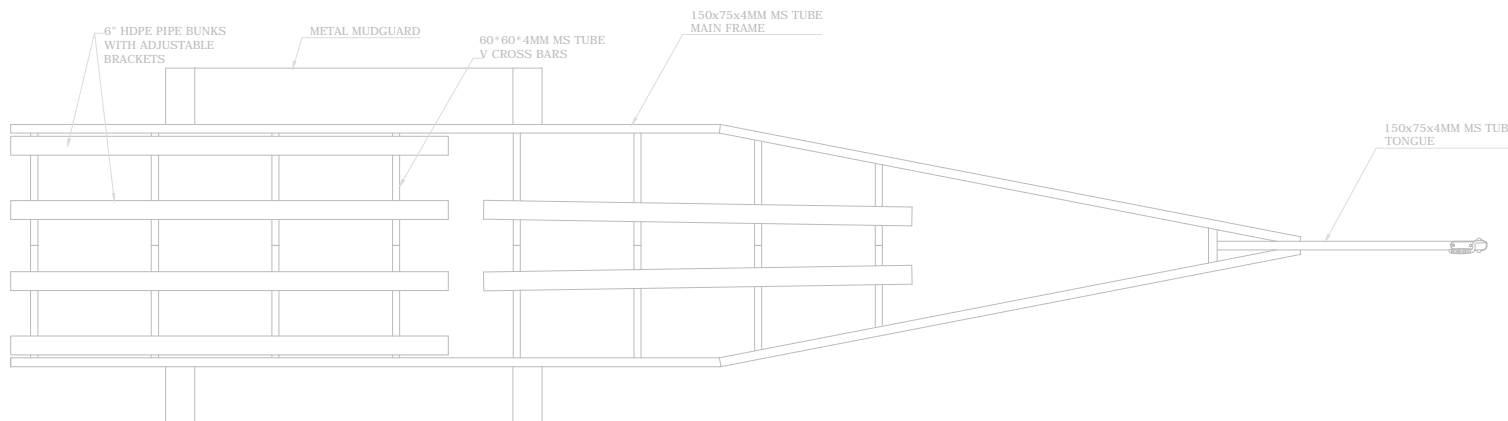 150x75x4MM MS TUBE
MAIN FRAME
6" HDPE PIPE BUNKS
WITH ADJUSTABLE
BRACKETS
METAL MUDGUARD
60*60*4MM MS TUBE
V CROSS BARS
150x75x4MM MS TUB
TONGUE